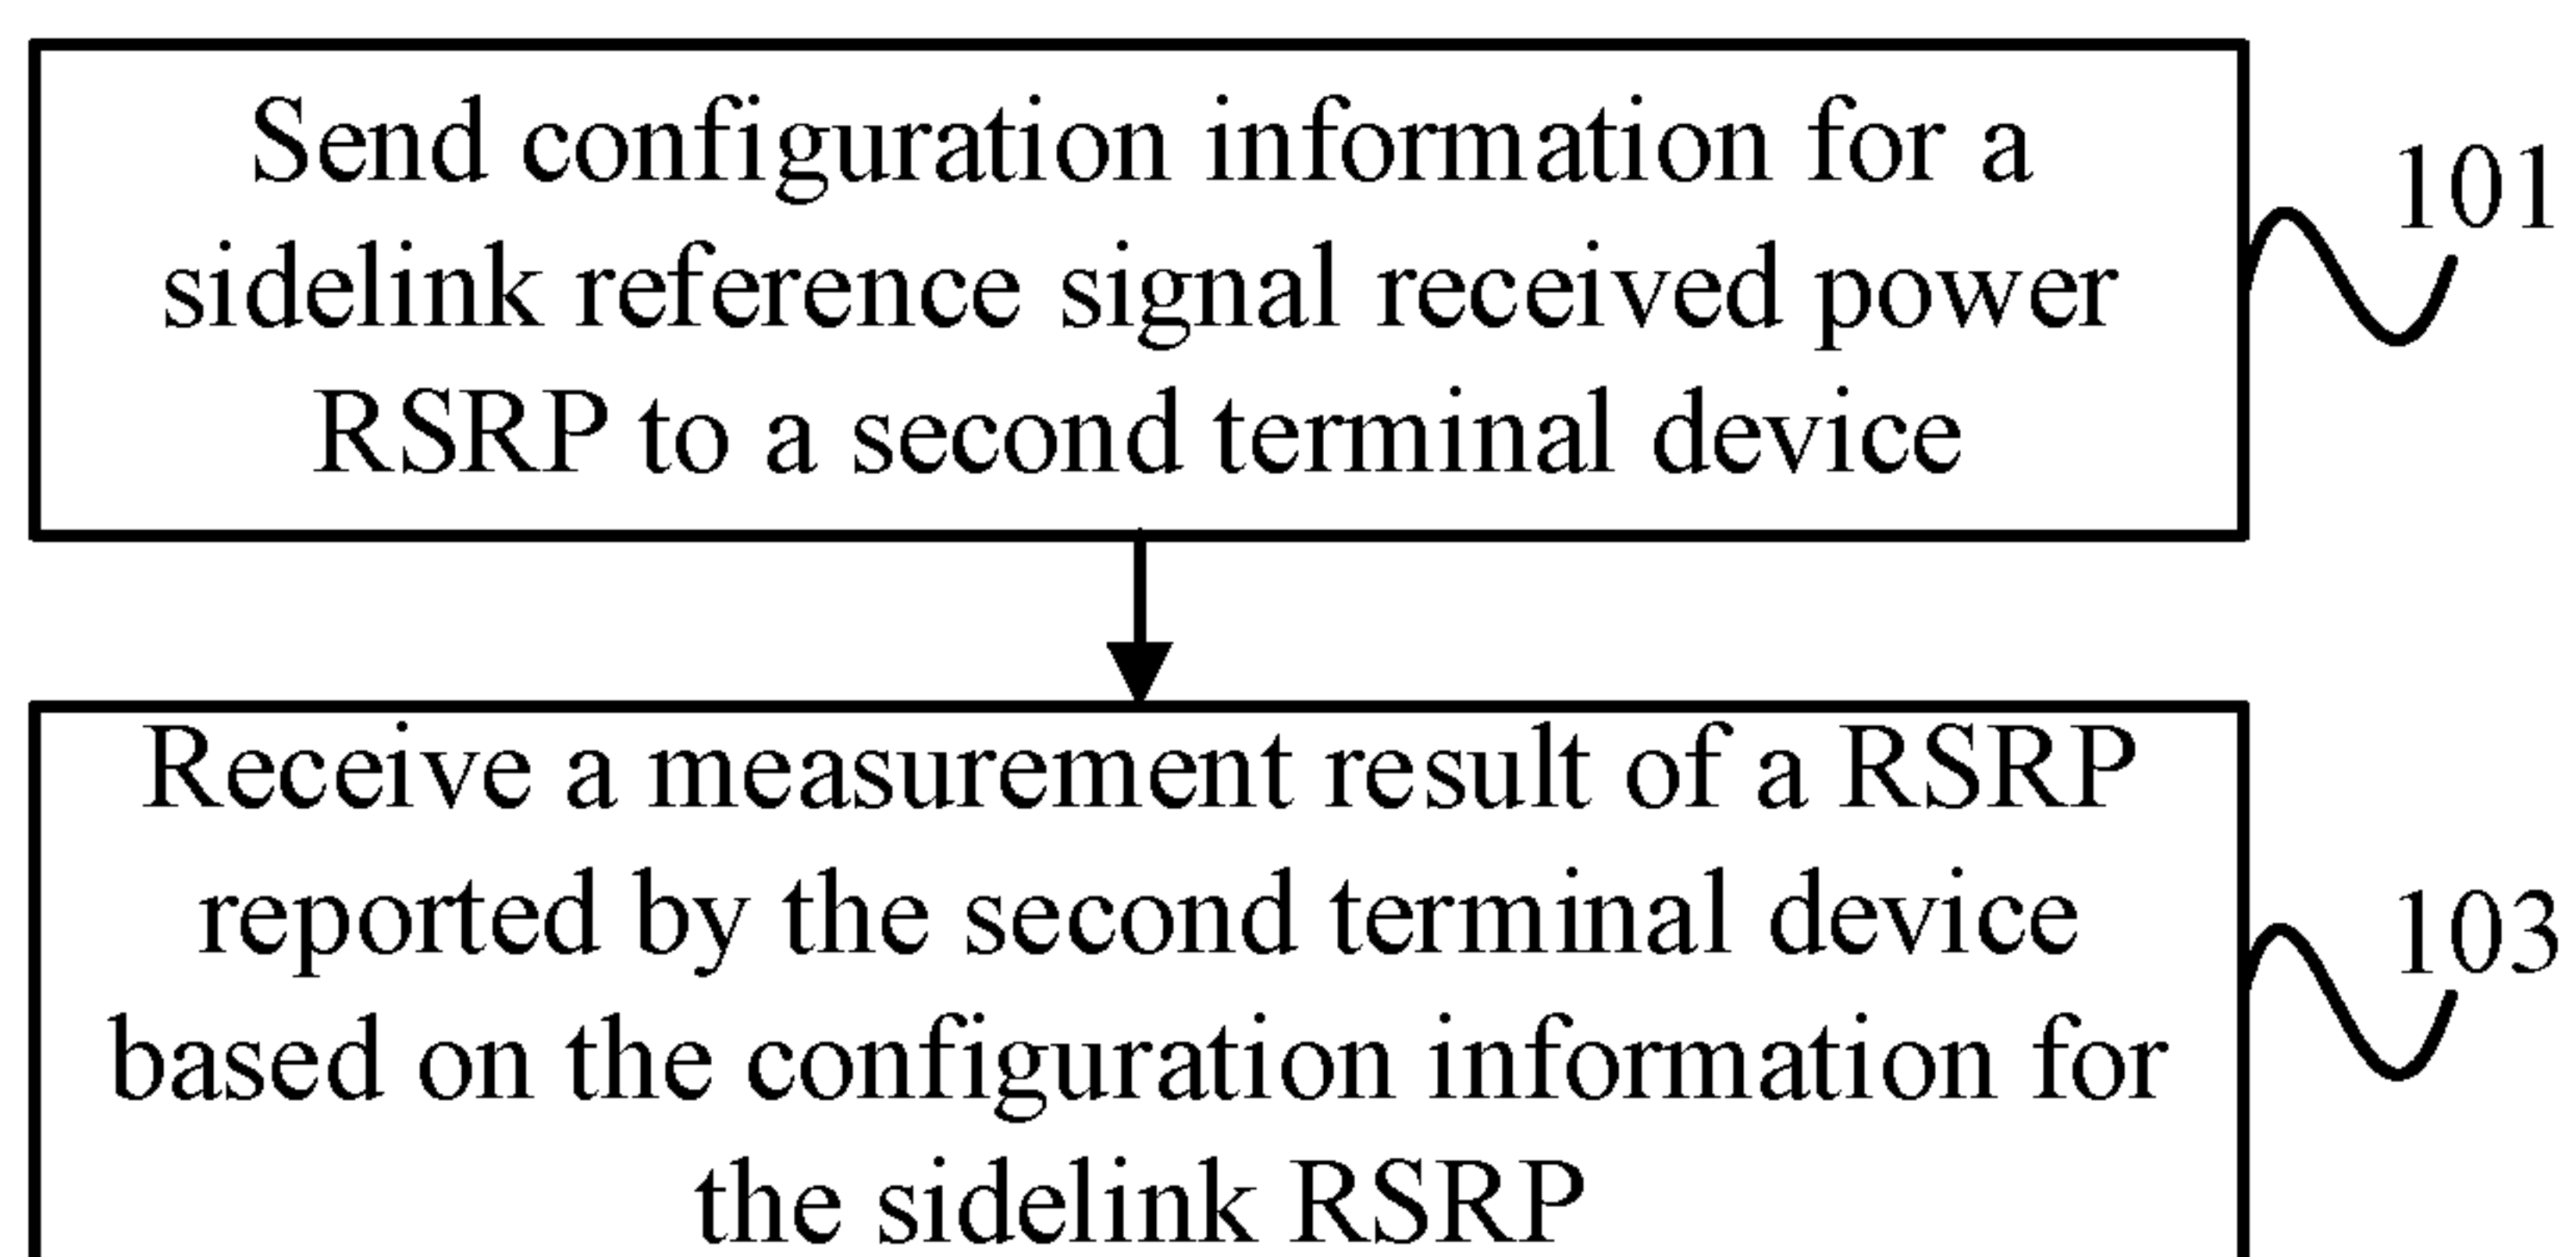 Send configuration information for a
sidelink reference signal received power
RSRP to a second terminal device
101
Receive a measurement result of a RSRP
reported by the second terminal device
based on the configuration information for
the sidelink RSRP
103